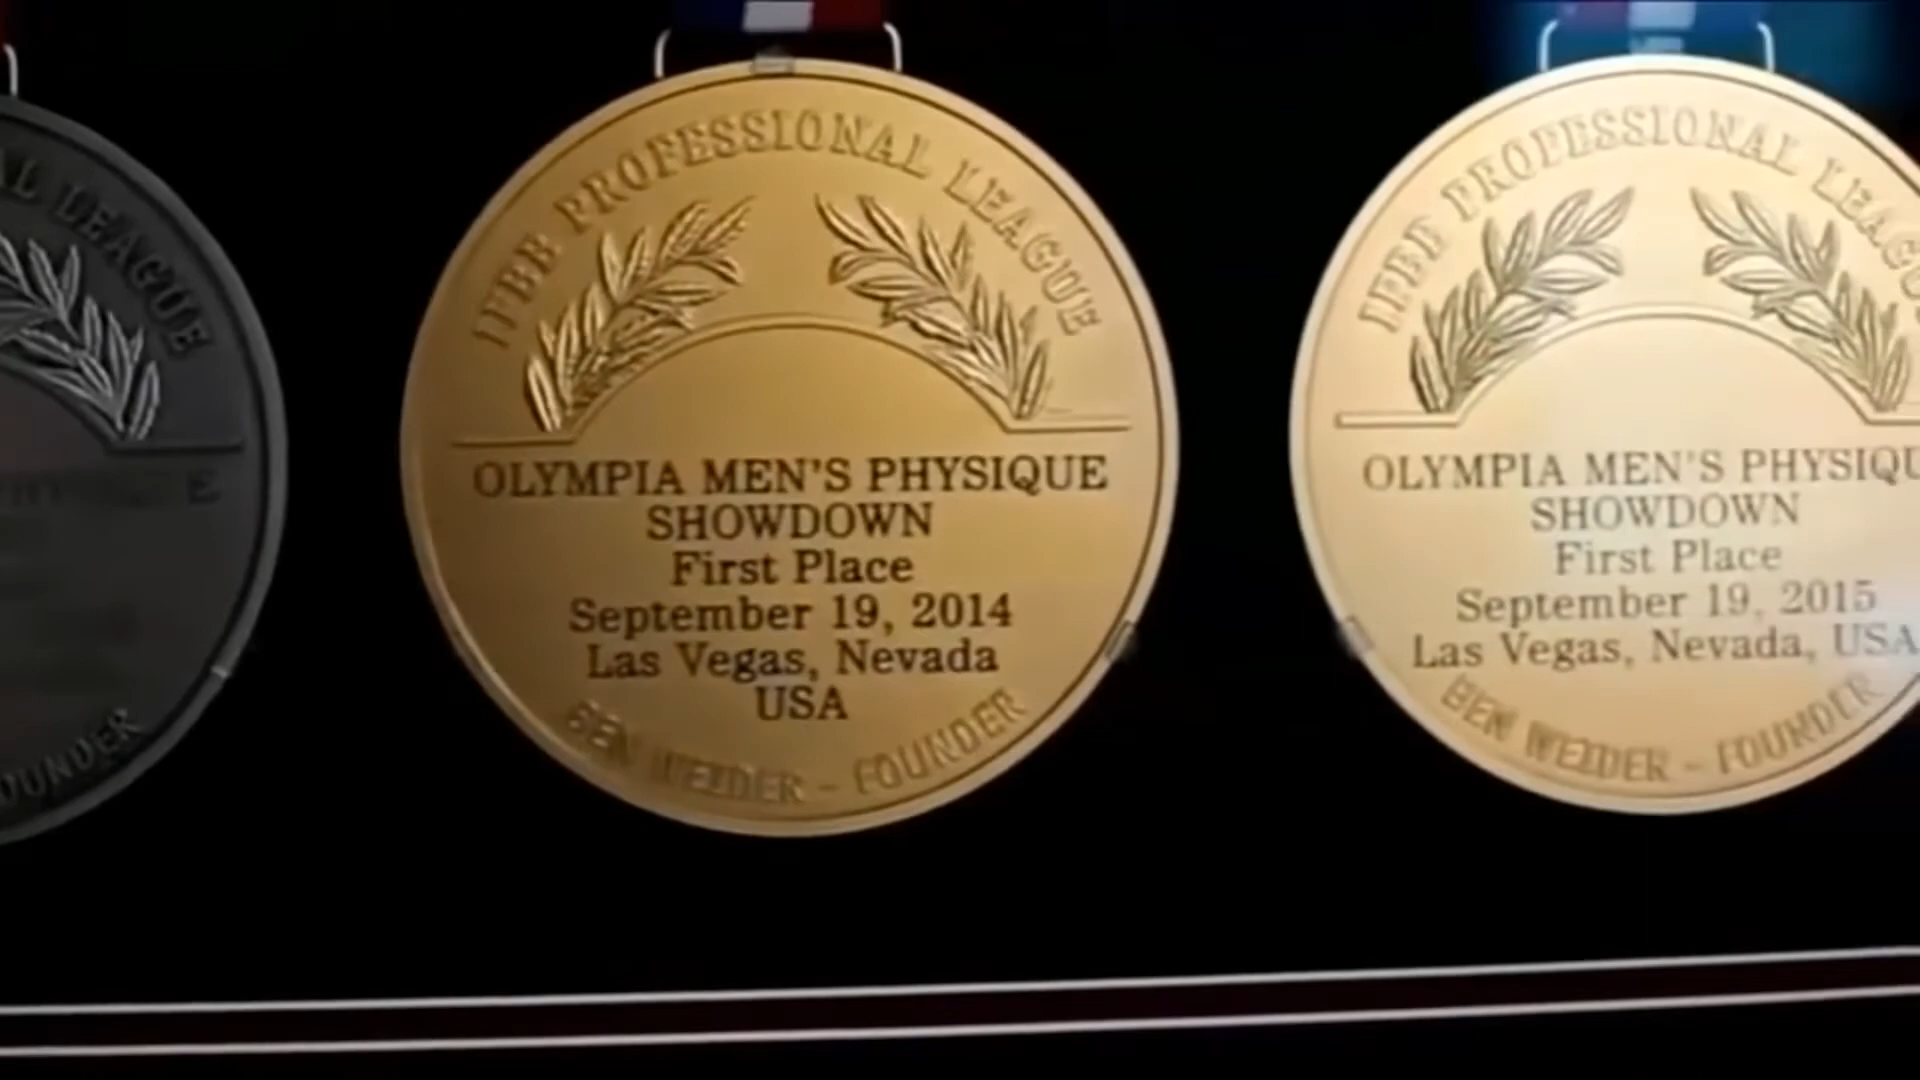 AL LEAGUE
OUNDER
IFBB PROFESSIONAL LEAGUE
OLYMPIA MEN'S PHYSIQUE
SHOWDOWN
First Place
September 19, 2014
Las Vegas, Nevada
USA
BEN WEIDER - FOUNDER
IFBB PROFESSIONAL LEAGU
OLYMPIA MEN'S PHYSIQU
SHOWDOWN
First Place
September 19, 2015
Las Vegas, Nevada, USA
BEN WEIDER - FOUNDER